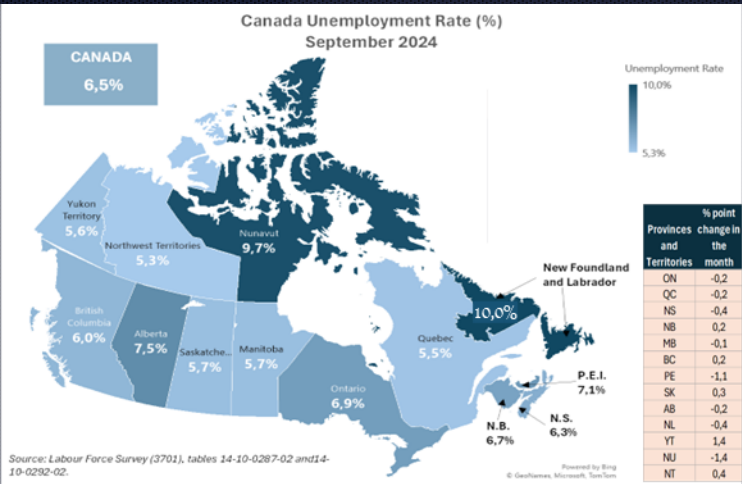 Canada Unemployment Rate (%)
September 2024
CANADA
6,5%
Unemployment Rate
10,0%
5,3%
Yukon
Territory
5,6%
Northwest Territories
5,3%
Nunavut
9,7%
British
Columbia
6,0%
Alberta
7,5%
Saskatche...
5,7%
Manitoba
5,7%
Ontario
6,9%
Quebec
5,5%
10,0%
New Foundland
and Labrador
P.E.I.
7,1%
N.S.
6,3%
N.B.
6,7%
Provinces and Territories % point change in the month
ON -0,2
QC -0,2
NS -0,4
NB 0,2
MB -0,1
BC 0,2
PE -1,1
SK 0,3
AB -0,2
NL -0,4
YT 1,4
NU -1,4
NT 0,4
Source: Labour Force Survey (3701), tables 14-10-0287-02 and14-
10-0292-02.
Powered by Bing
© GeoNames, Microsoft, TomTom